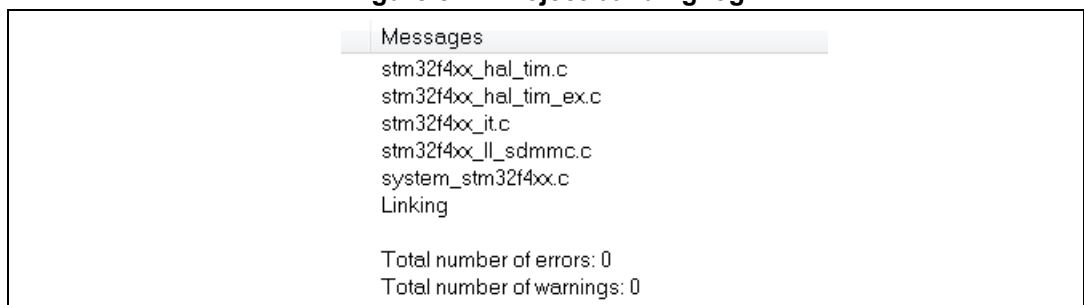 Messages
stm32f4xx_hal_tim.c
stm32f4xx_hal_tim_ex.c
stm32f4xx_it.c
stm32f4xx_ll_sdmmc.c
system_stm32f4xx.c
Linking
Total number of errors: 0
Total number of warnings: 0